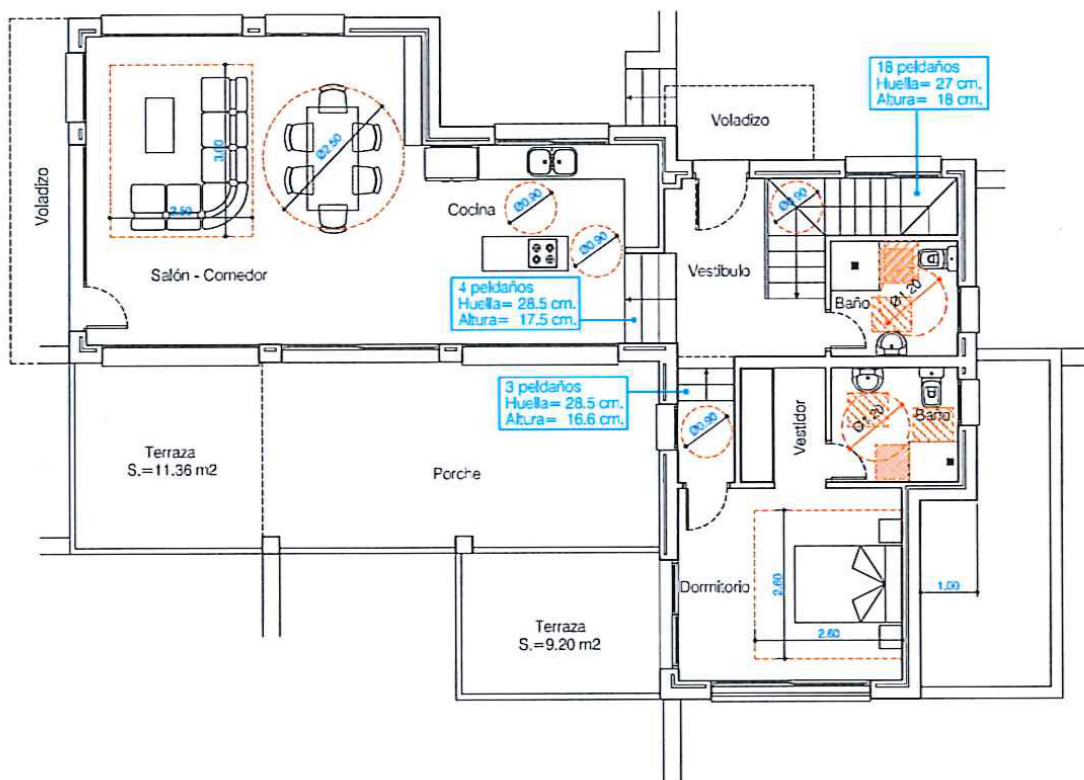 18 peldaños
Huella= 27 cm.
Altura= 18 cm.
Voladizo
Voladizo
3.00
2.50
Ø2.50
Cocina
Ø0.90
Ø0.90
Ø0.90
Salón - Comedor
Vestibulo
Baño
Ø1.20
4 peldaños
Huella= 28.5 cm.
Altura= 17.5 cm.
3 peldaños
Huella= 28.5 cm.
Altura= 16.6 cm.
Ø0.90
Vestidor
Ø1.20
Baño
Terraza
S.=11.36 m2
Porche
Dormitorio
2.60
2.60
1.00
Terraza
S.=9.20 m2